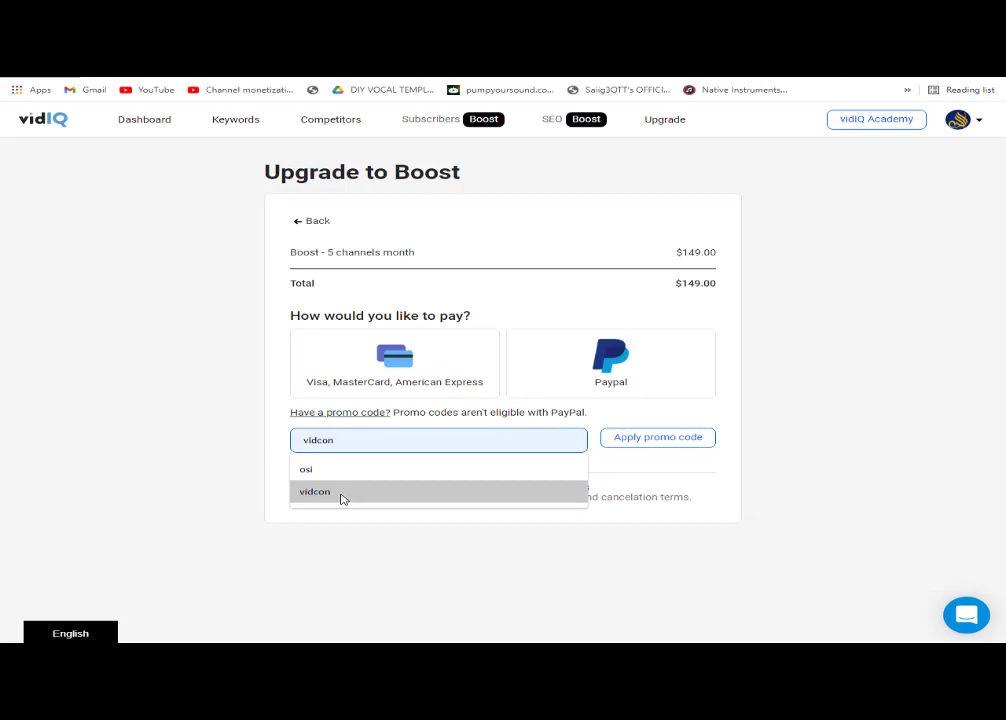 Apps Gmail YouTube Channel monetizati... DIY VOCAL TEMPL... pumpyoursound.co... Saiig3OTT's OFFICI... Native Instruments... » Reading list
vidIQ Dashboard Keywords Competitors Subscribers Boost SEO Boost Upgrade vidIQ Academy
Upgrade to Boost
Back
Boost - 5 channels month $149.00
Total $149.00
How would you like to pay?
Visa, MasterCard, American Express Paypal
Have a promo code? Promo codes aren't eligible with PayPal.
vidcon Apply promo code
osi
vidcon
nd cancelation terms.
English